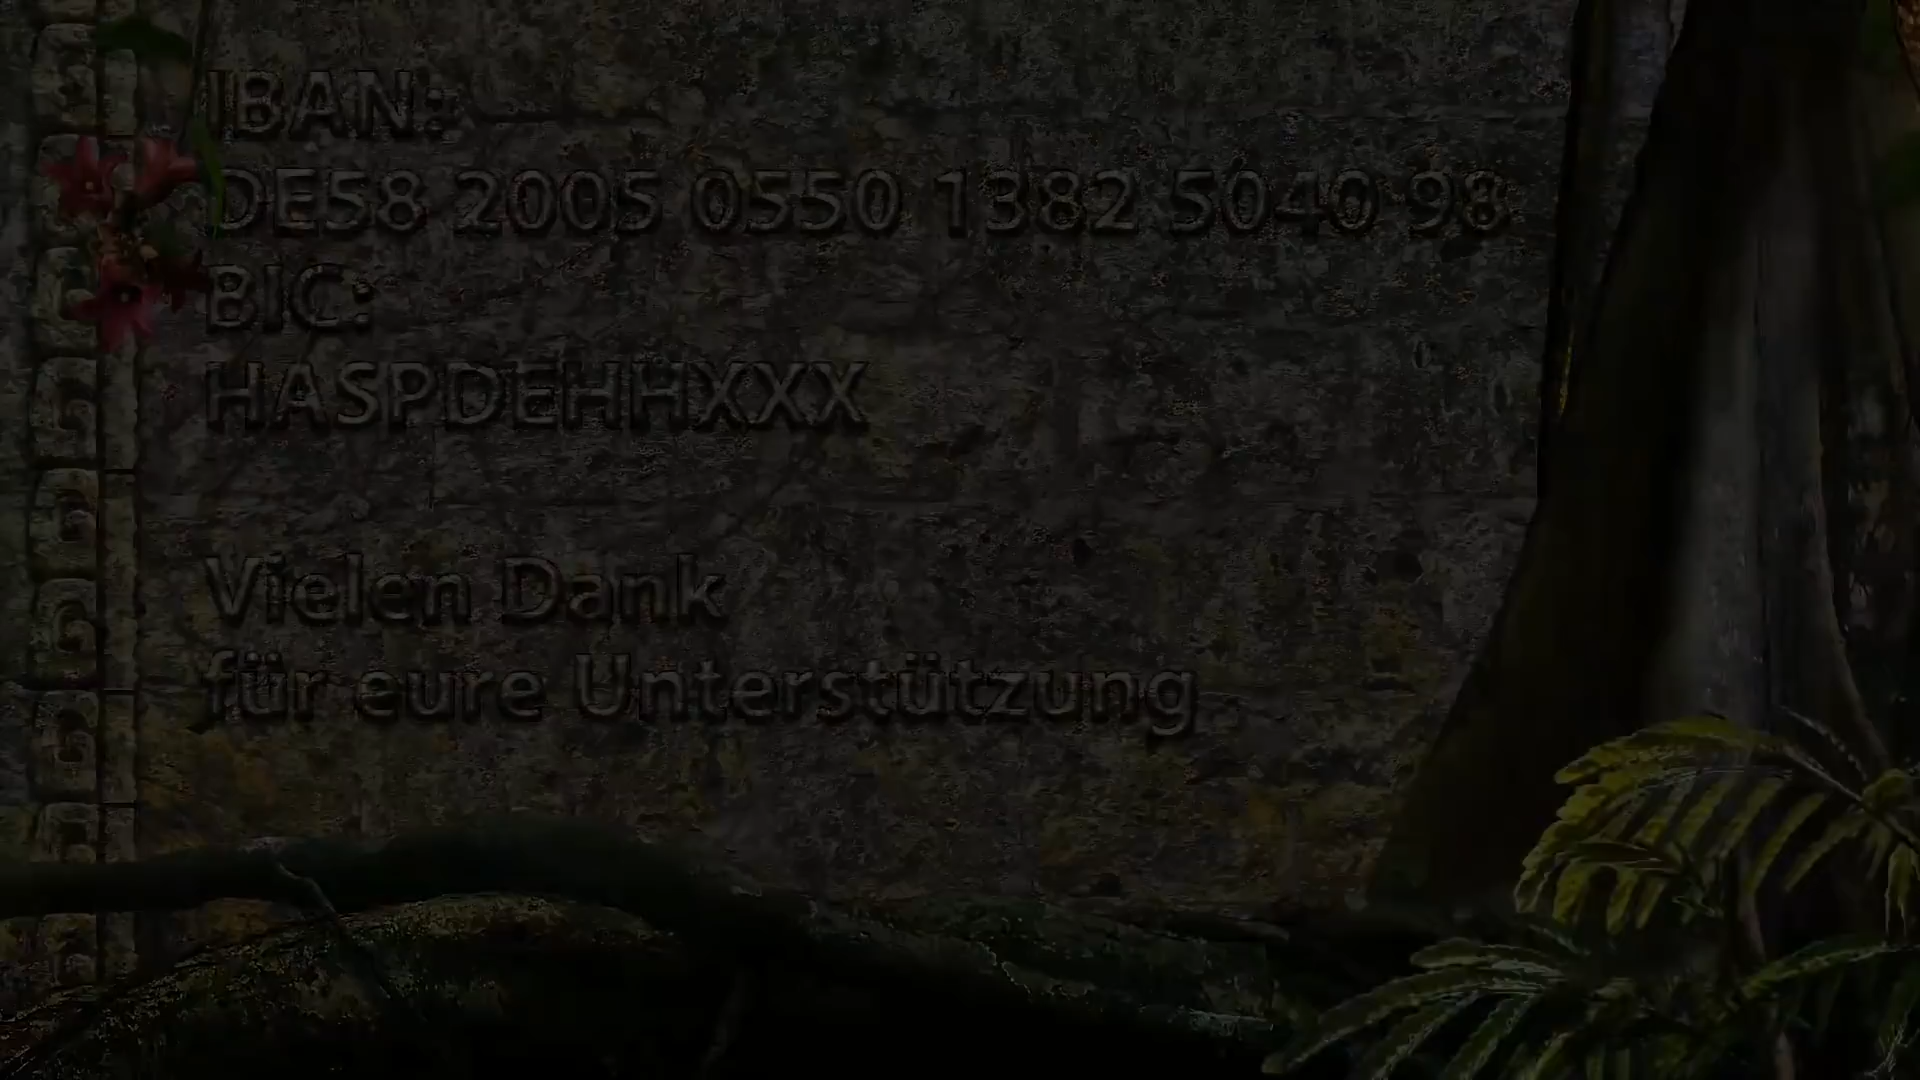 IBAN:
DE58 2005 0550 1382 5040 98
BIC:
HASPDEHHXXX
Vielen Dank
für eure Unterstützung